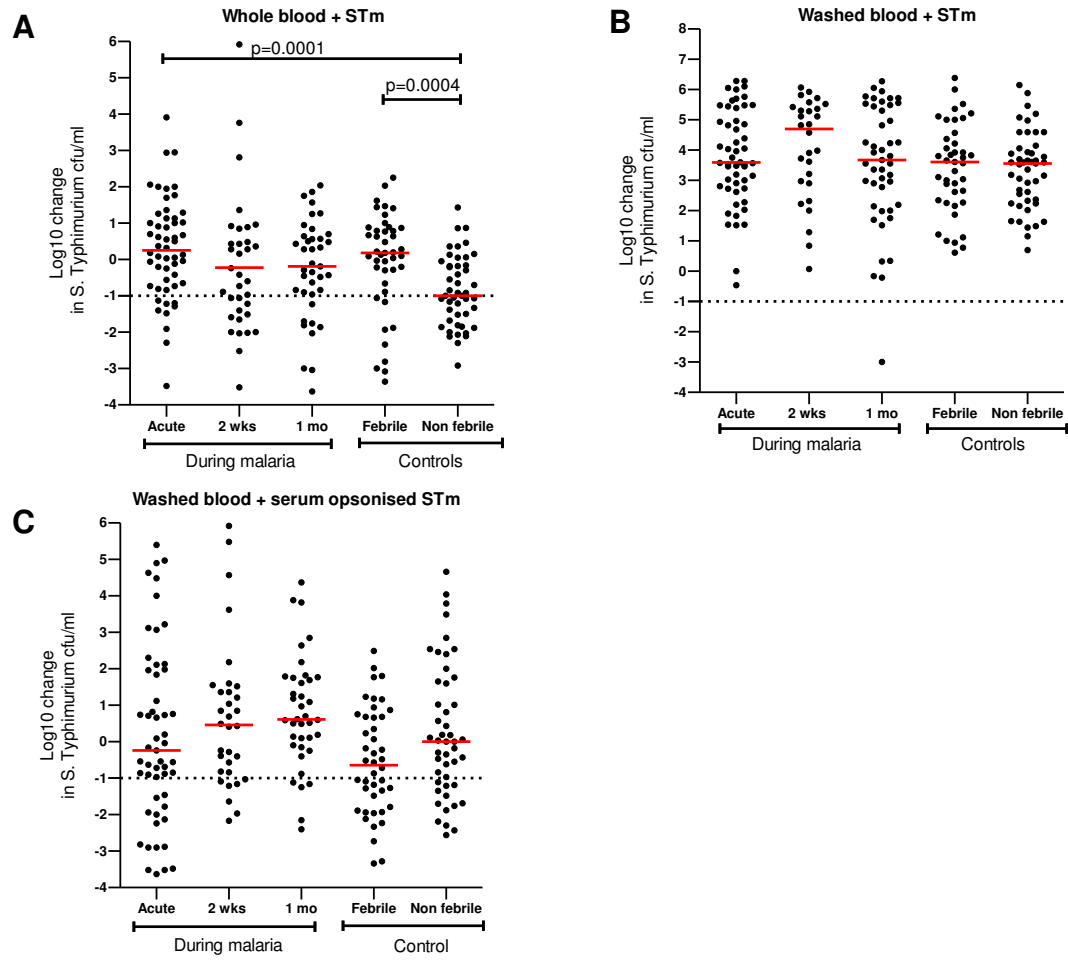 A
Whole blood + STm
Log10 change
in S. Typhimurium cfu/ml
6
5
4
3
2
1
0
-1
-2
-3
-4
p=0.0001
p=0.0004
Acute
2 wks
1 mo
Febrile
Non febrile
During malaria
Controls
B
Washed blood + STm
Log10 change
in S. Typhimurium cfu/ml
8
7
6
5
4
3
2
1
0
-1
-2
-3
-4
Acute
2 wks
1 mo
Febrile
Non febrile
During malaria
Controls
C
Washed blood + serum opsonised STm
Log10 change
in S. Typhimurium cfu/ml
6
5
4
3
2
1
0
-1
-2
-3
-4
Acute
2 wks
1 mo
Febrile
Non febrile
During malaria
Control